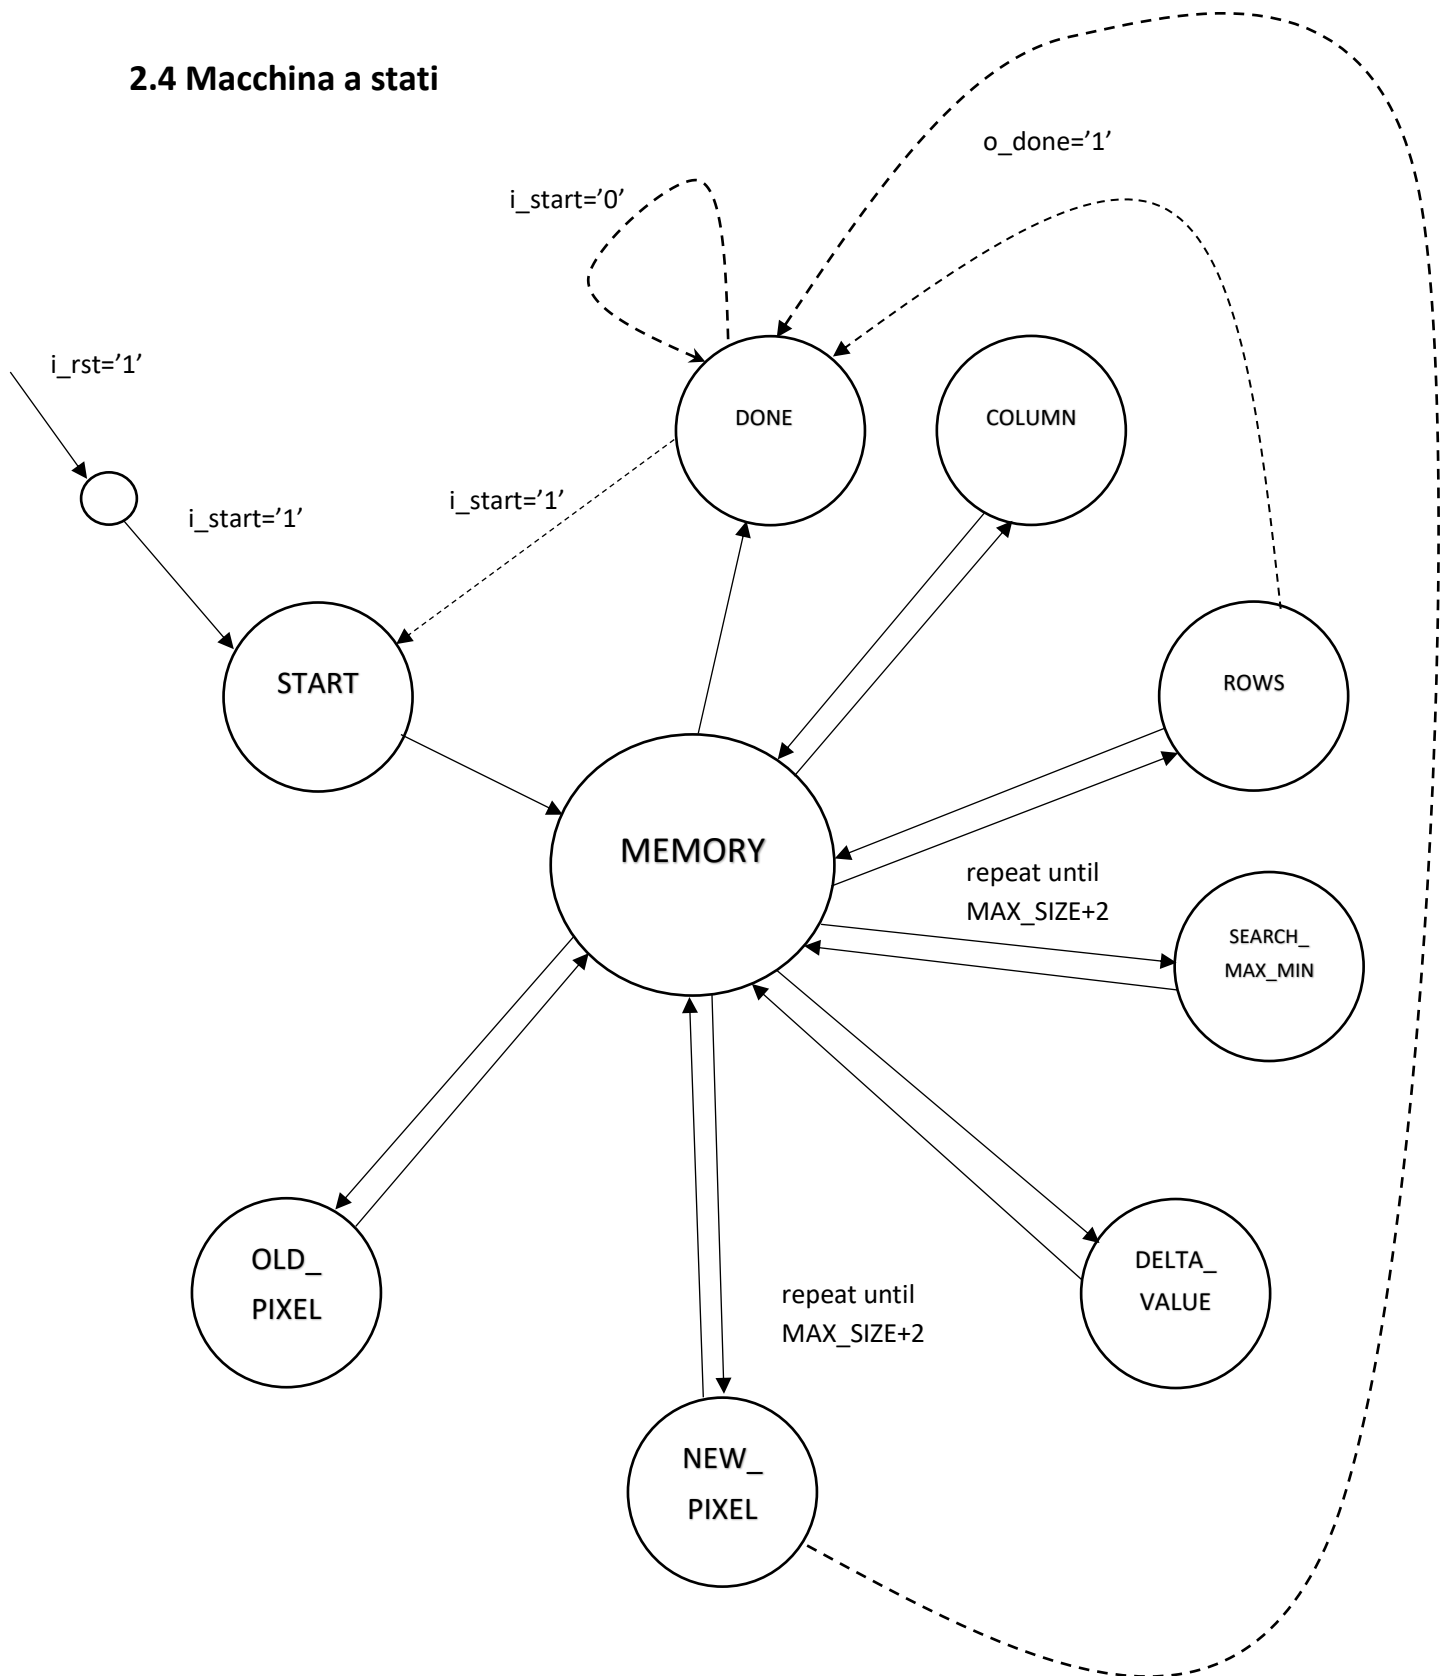 2.4 Macchina a stati
o_done=’1’
i_start=’0’
i_rst=’1’
DONE
COLUMN
i_start=’1’
i_start=’1’
START
ROWS
MEMORY
repeat until
MAX_SIZE+2
SEARCH_
MAX_MIN
OLD_
PIXEL
DELTA_
VALUE
repeat until
MAX_SIZE+2
NEW_
PIXEL